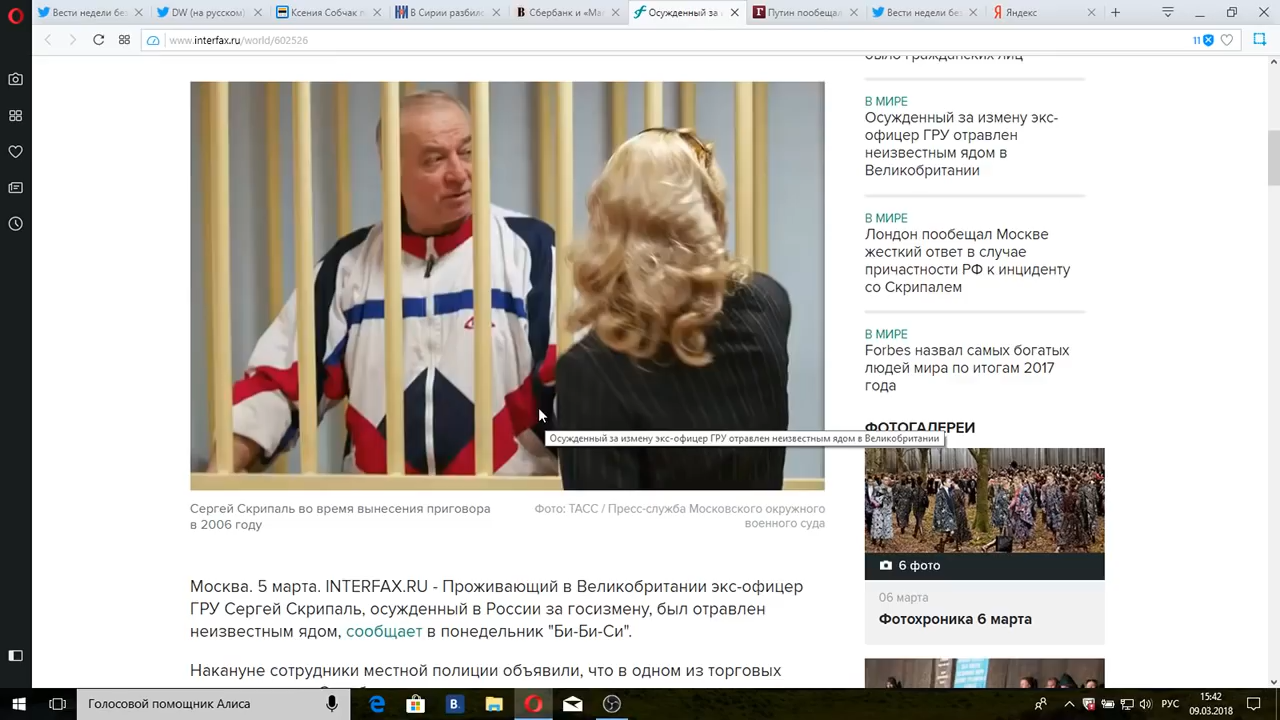 Вести недели без
DW (на русском)
Ксения Собчак п
В Сирии разбил
Сбербанк и «Ма
Осужденный за
Путин пообещал
Вести недели без
Яндекс
www.interfax.ru/world/602526
11
было гражданских лиц
В МИРЕ
Осужденный за измену экс-
офицер ГРУ отравлен
неизвестным ядом в
Великобритании
В МИРЕ
Лондон пообещал Москве
жесткий ответ в случае
причастности РФ к инциденту
со Скрипалем
В МИРЕ
Forbes назвал самых богатых
людей мира по итогам 2017
года
ФОТОГАЛЕРЕИ
Осужденный за измену экс-офицер ГРУ отравлен неизвестным ядом в Великобритании
6 фото
06 марта
Фотохроника 6 марта
Сергей Скрипаль во время вынесения приговора
в 2006 году
Фото: ТАСС / Пресс-служба Московского окружного
военного суда
Москва. 5 марта. INTERFAX.RU - Проживающий в Великобритании экс-офицер
ГРУ Сергей Скрипаль, осужденный в России за госизмену, был отравлен
неизвестным ядом, сообщает в понедельник "Би-Би-Си".
Накануне сотрудники местной полиции объявили, что в одном из торговых
Голосовой помощник Алиса
РУС
15:42
09.03.2018